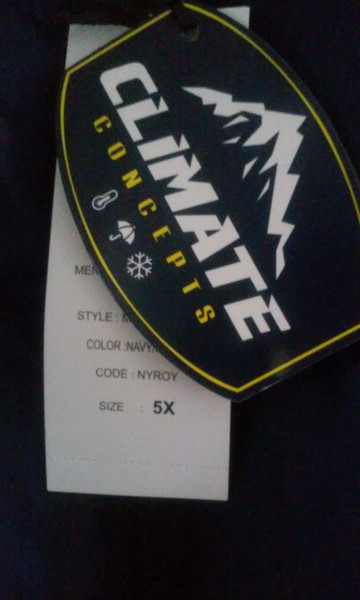 CLIMATE
CONCEPTS
MEN
STYLE : M
COLOR :NAVY/
CODE : NYROY
SIZE : 5X